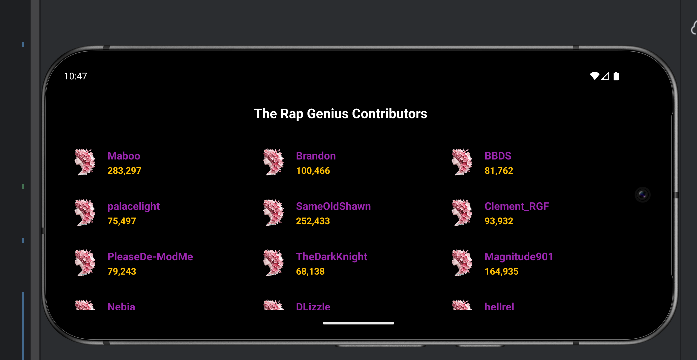 10:47
The Rap Genius Contributors
Maboo
283,297
Brandon
100,466
BBDS
81,762
palacelight
75,497
SameOldShawn
252,433
Clement_RGF
93,932
PleaseDe-ModMe
79,243
TheDarkKnight
68,138
Magnitude901
164,935
Nebia
DLizzle
hellrel